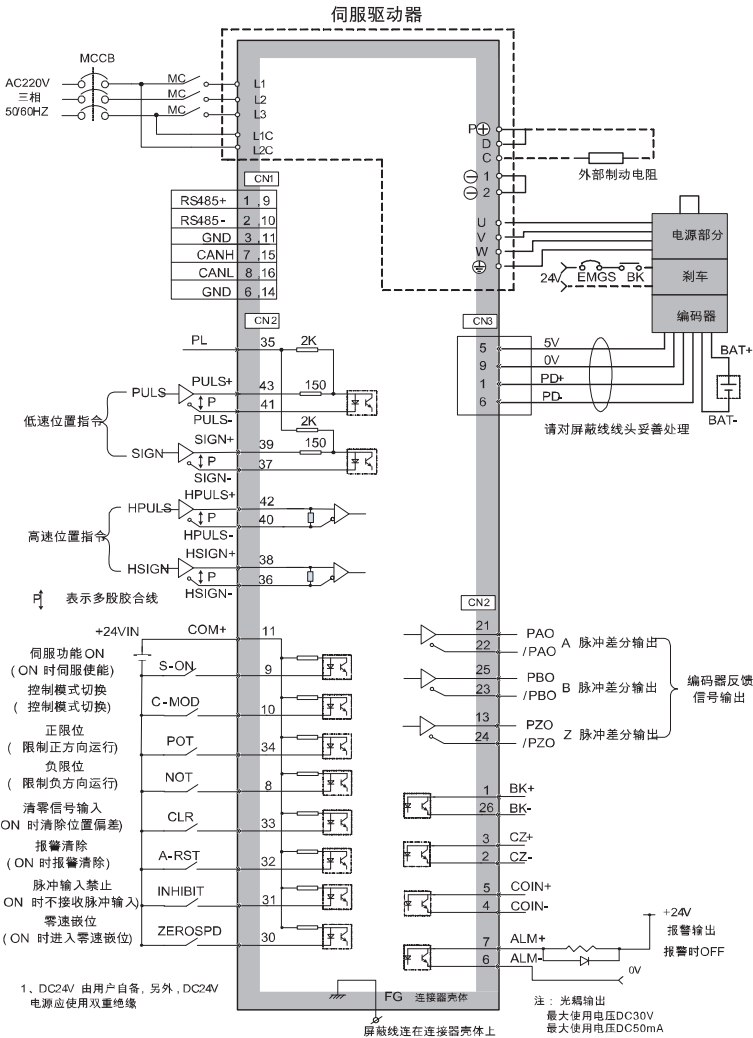 伺服驱动器
MCCB
AC220V
三相
50/60HZ
MC
MC
MC
L1
L2
L3
L1C
L2C
P⊕
D
C
⊖ 1
⊖ 2
外部制动电阻
U
V
W
电源部分
24V
EMGS
BK
刹车
编码器
CN1
RS485+ 1 ,9
RS485- 2 ,10
GND 3 ,11
CANH 7 ,15
CANL 8 ,16
GND 6 ,14
CN2
CN3
5 5V
9 0V
1 PD+
6 PD-
BAT+
BAT-
请对屏蔽线线头妥善处理
PL 35 2K
低速位置指令
PULS
PULS+ 43 150
P 41
PULS-
2K
SIGN
SIGN+ 39 150
P 37
SIGN-
高速位置指令
HPULS
HPULS+ 42
P 40
HPULS-
HSIGN
HSIGN+ 38
P 36
HSIGN-
P 表示多股胶合线
CN2
21 PAO
22 /PAO
A 脉冲差分输出
25 PBO
23 /PBO
B 脉冲差分输出
13 PZO
24 /PZO
Z 脉冲差分输出
编码器反馈
信号输出
+24VIN COM+ 11
伺服功能 ON
( ON 时伺服使能)
S-ON 9
控制模式切换
( 控制模式切换)
C-MOD 10
正限位
( 限制正方向运行)
POT 34
负限位
( 限制负方向运行)
NOT 8
清零信号输入
ON 时清除位置偏差)
CLR 33
报警清除
( ON 时报警清除)
A-RST 32
脉冲输入禁止
ON 时不接收脉冲输入)
INHIBIT 31
零速嵌位
( ON 时进入零速嵌位)
ZEROSPD 30
1 BK+
26 BK-
3 CZ+
2 CZ-
5 COIN+
4 COIN-
7 ALM+
6 ALM-
+24V
报警输出
报警时OFF
0V
1、DC24V 由用户自备, 另外 , DC24V
电源应使用双重绝缘
FG 连接器壳体
屏蔽线连在连接器壳体上
注： 光耦输出
最大使用电压DC30V
最大使用电压DC50mA